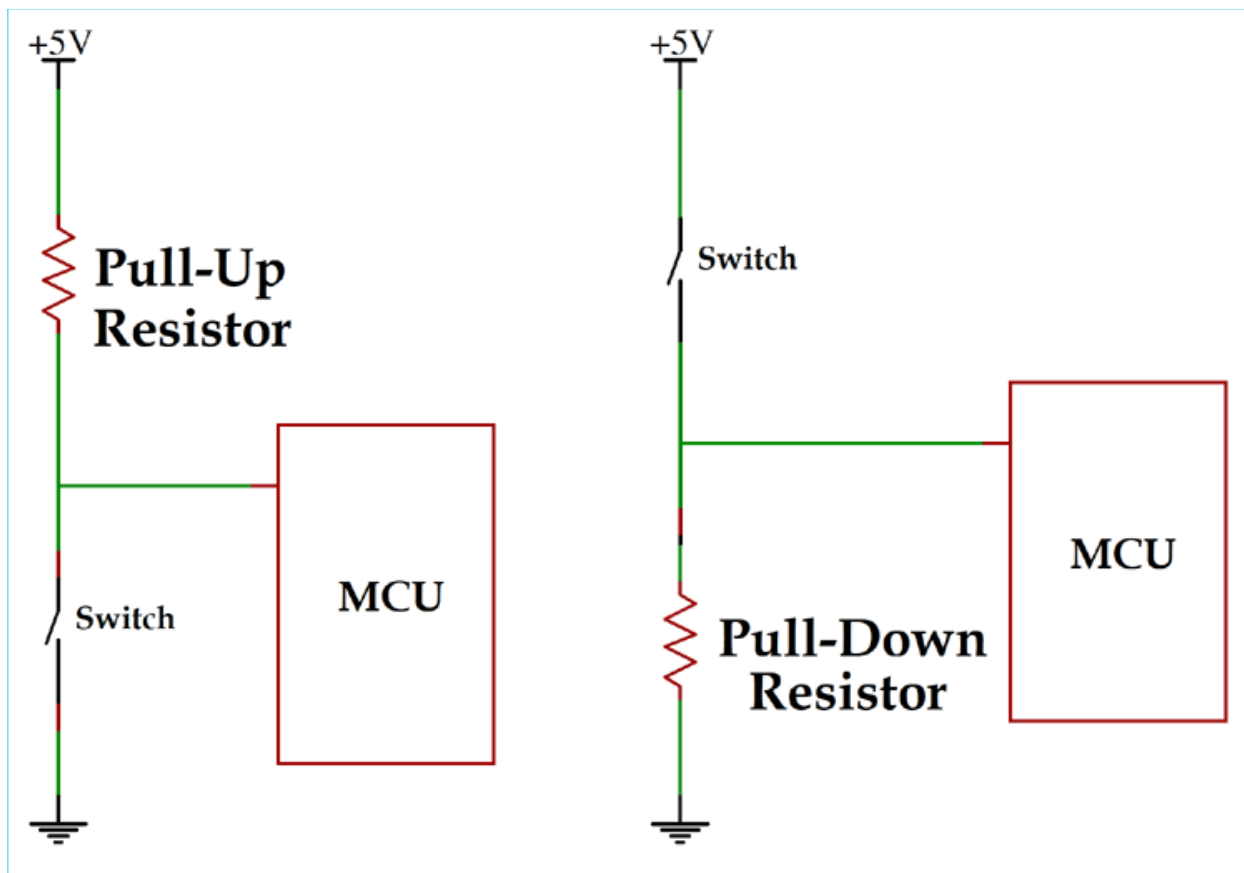 +5V
Pull-Up
Resistor
Switch
MCU
+5V
Switch
MCU
Pull-Down
Resistor